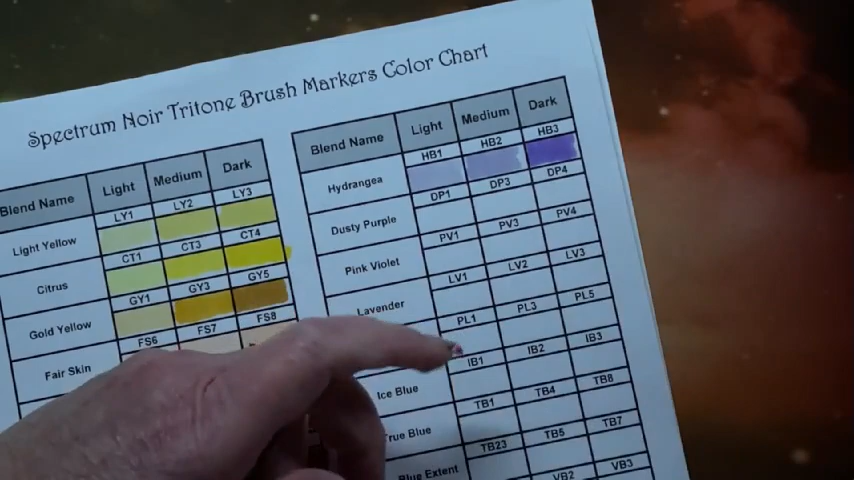 Spectrum Noir Tritone Brush Markers Color Chart
Blend Name Light Medium Dark
LY1 LY2 LY3
Light Yellow
CT1 CT3 CT4
Citrus
GY1 GY3 GY5
Gold Yellow
FS6 FS7 FS8
Fair Skin
Blend Name Light Medium Dark
HB1 HB2 HB3
Hydrangea
DP1 DP3 DP4
Dusty Purple
PV1 PV3 PV4
Pink Violet
LV1 LV2 LV3
Lavender
PL1 PL3 PL5
IB1 IB2 IB3
Ice Blue
TB1 TB4 TB8
True Blue
TB23 TB5 TB7
Blue Extent
VB2 VB3